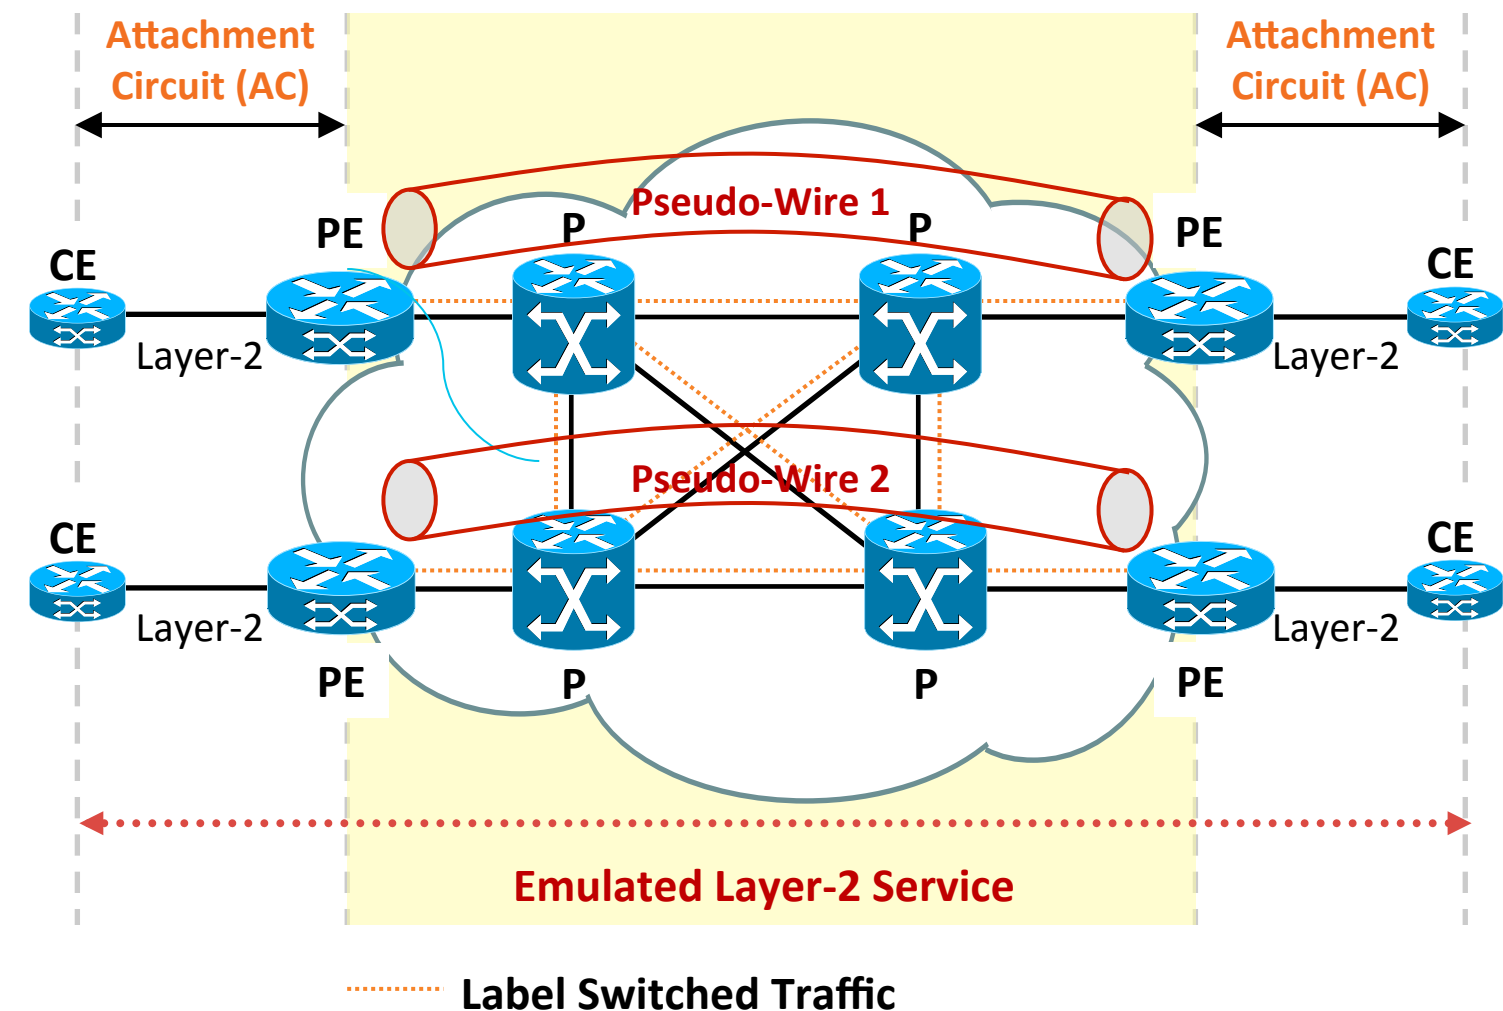 Attachment
Circuit (AC)
Attachment
Circuit (AC)
Pseudo-Wire 1
PE
P
P
PE
CE
CE
Layer-2
Layer-2
Pseudo-Wire 2
CE
CE
Layer-2
Layer-2
PE
P
P
PE
Emulated Layer-2 Service
Label Switched Traffic